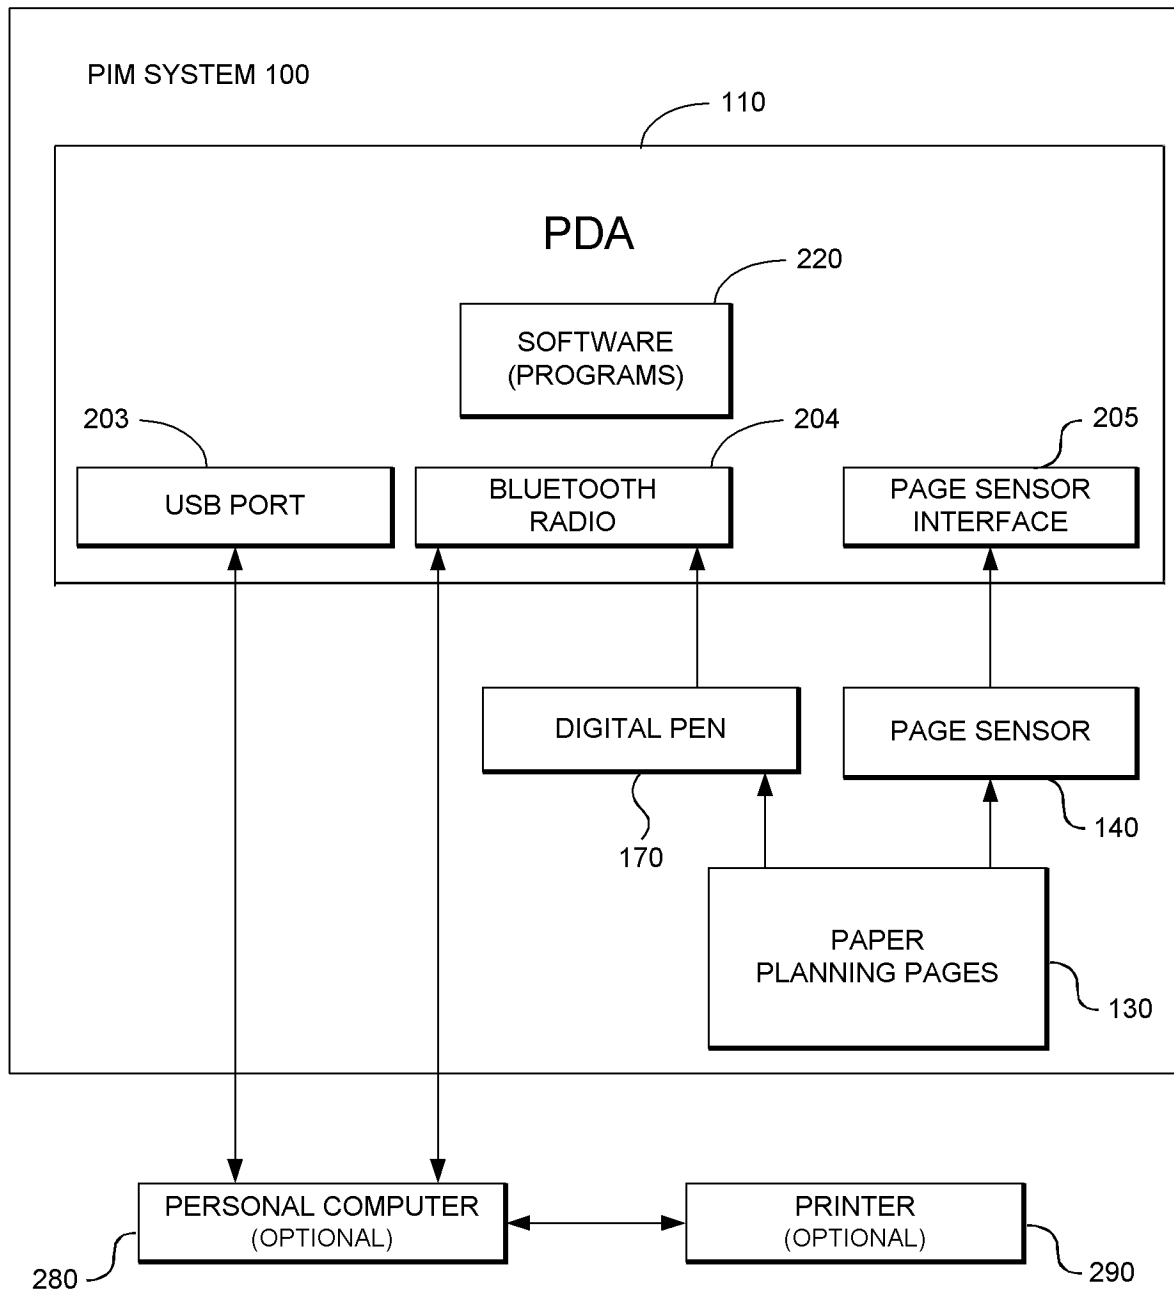 PIM SYSTEM 100
110
PDA
220
SOFTWARE
(PROGRAMS)
203
204
205
USB PORT
BLUETOOTH
RADIO
PAGE SENSOR
INTERFACE
DIGITAL PEN
PAGE SENSOR
170
140
PAPER
PLANNING PAGES
130
PERSONAL COMPUTER
(OPTIONAL)
PRINTER
(OPTIONAL)
280
290